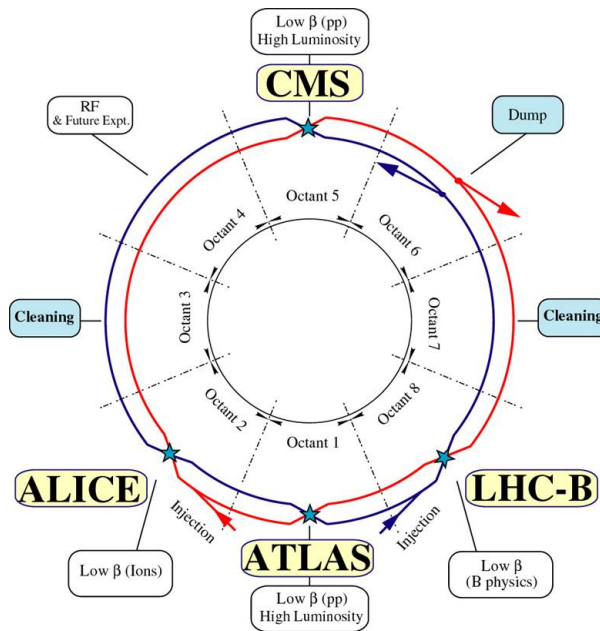 Low β (pp)
High Luminosity
CMS
RF
& Future Expt.
Dump
Octant 5
Octant 4
Octant 6
Cleaning
Octant 3
Octant 7
Cleaning
Octant 2
Octant 8
Octant 1
ALICE
LHC-B
Injection
Injection
ATLAS
Low β (Ions)
Low β
(B physics)
Low β (pp)
High Luminosity